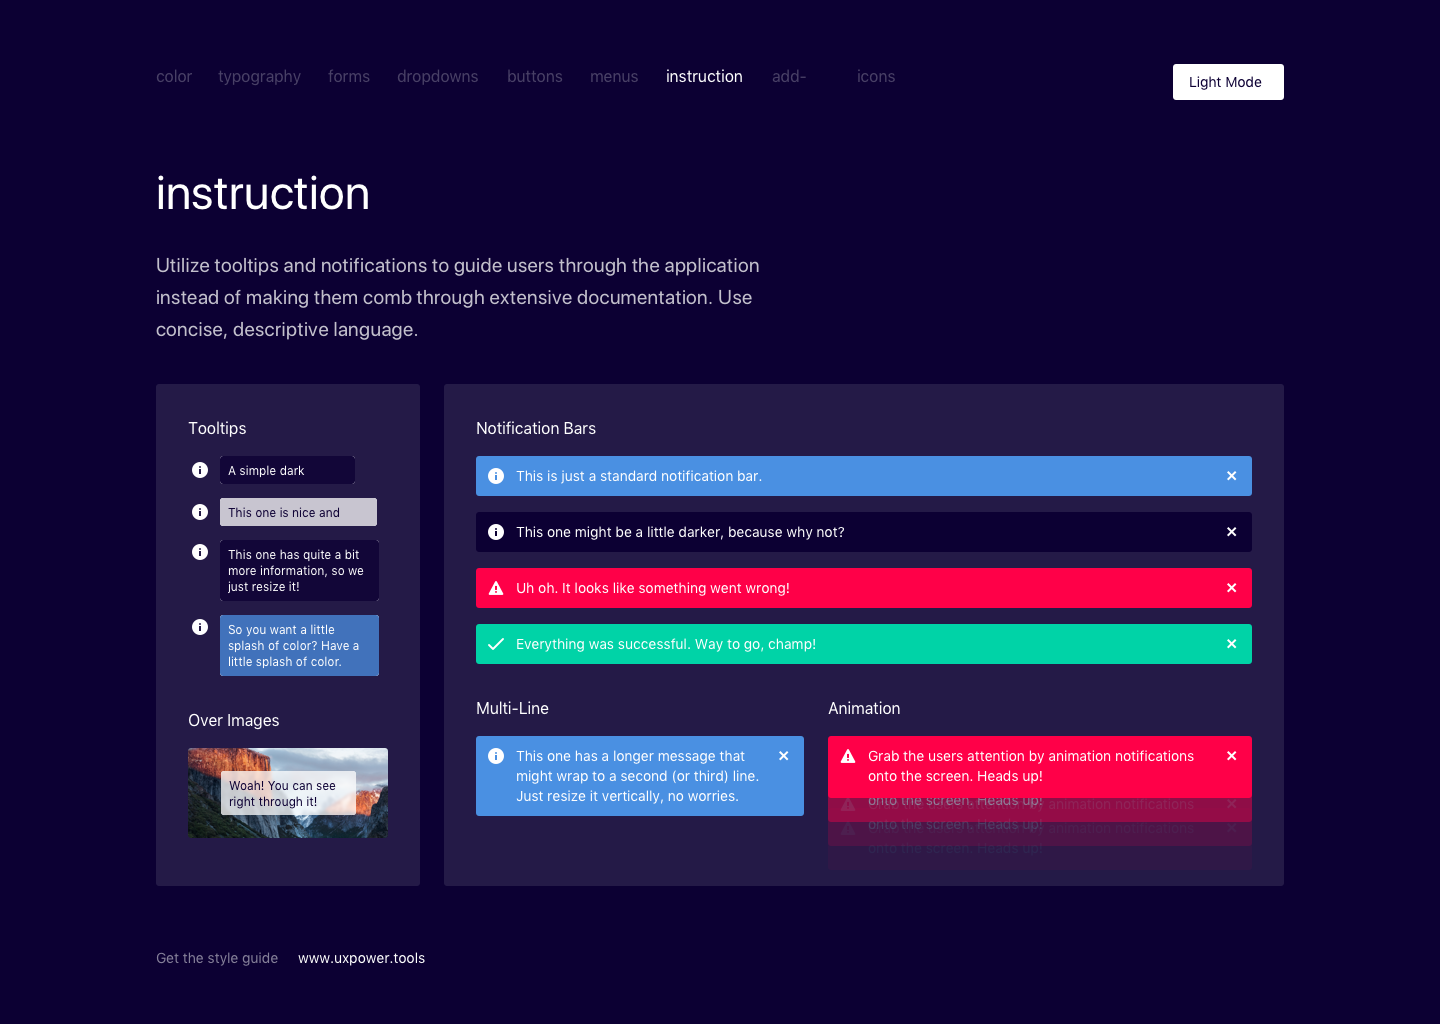 color typography forms dropdowns buttons menus instruction add- icons
Light Mode
instruction
Utilize tooltips and notifications to guide users through the application
instead of making them comb through extensive documentation. Use
concise, descriptive language.
Tooltips
A simple dark
This one is nice and
This one has quite a bit
more information, so we
just resize it!
So you want a little
splash of color? Have a
little splash of color.
Over Images
Woah! You can see
right through it!
Notification Bars
This is just a standard notification bar.
This one might be a little darker, because why not?
Uh oh. It looks like something went wrong!
Everything was successful. Way to go, champ!
Multi-Line
This one has a longer message that
might wrap to a second (or third) line.
Just resize it vertically, no worries.
Animation
Grab the users attention by animation notifications
onto the screen. Heads up!
onto the screen. Heads up!
animation notifications
onto the screen. Heads up!
animation notifications
onto the screen. Heads up!
Get the style guide www.uxpower.tools